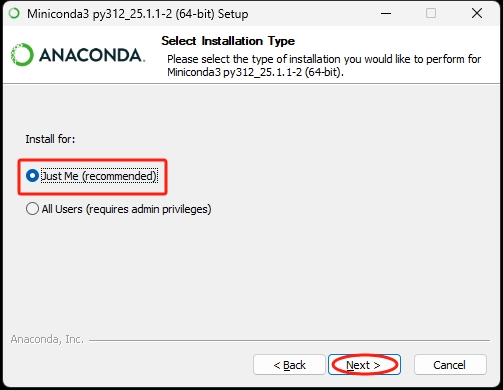 Miniconda3 py312_25.1.1-2 (64-bit) Setup
ANACONDA.
Select Installation Type
Please select the type of installation you would like to perform for
Miniconda3 py312_25.1.1-2 (64-bit).
Install for:
Just Me (recommended)
All Users (requires admin privileges)
Anaconda, Inc.
< Back
Next >
Cancel